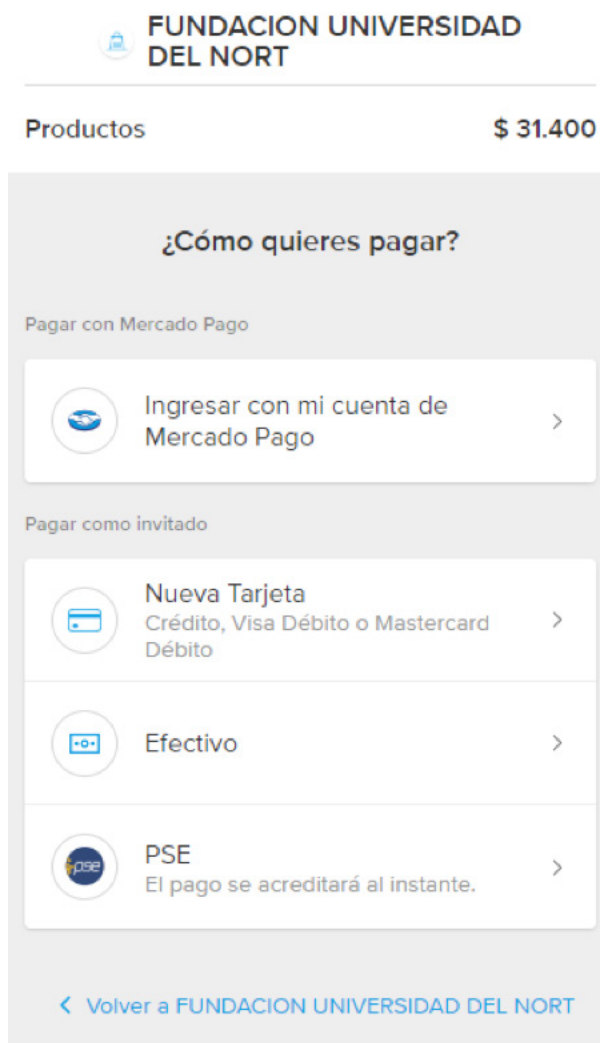 FUNDACION UNIVERSIDAD
DEL NORT
Productos $ 31.400
¿Cómo quieres pagar?
Pagar con Mercado Pago
Ingresar con mi cuenta de
Mercado Pago
Pagar como invitado
Nueva Tarjeta
Crédito, Visa Débito o Mastercard
Débito
Efectivo
pse
PSE
El pago se acreditará al instante.
Volver a FUNDACION UNIVERSIDAD DEL NORT